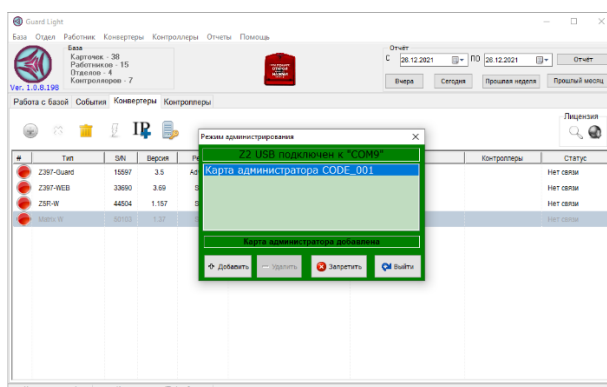 Guard Light
База Отдел Работник Конвертеры Контроллеры Отчеты Помощь
База
Карточек - 38
Работников - 15
Отделов - 4
Контроллеров - 7
Ver. 1.0.8.198
Отчёт
С 28.12.2021 ПО 28.12.2021 Отчёт
Вчера Сегодня Прошлая неделя Прошлый месяц
Работа с базой События Конвертеры Контроллеры
Лицензия
IP
# Тип S/N Версия Контроллеры Статус
Z397-Guard 15597 3.5 Нет связи
Z397-WEB 33690 3.69 Нет связи
Z5R-W 44504 1.157 Нет связи
Matrix W 1.37 Нет связи
Режим администрирования
Z2 USB подключен к "COM9"
Карта администратора CODE_001
Карта администратора добавлена
Добавить Удалить Запретить Выйти